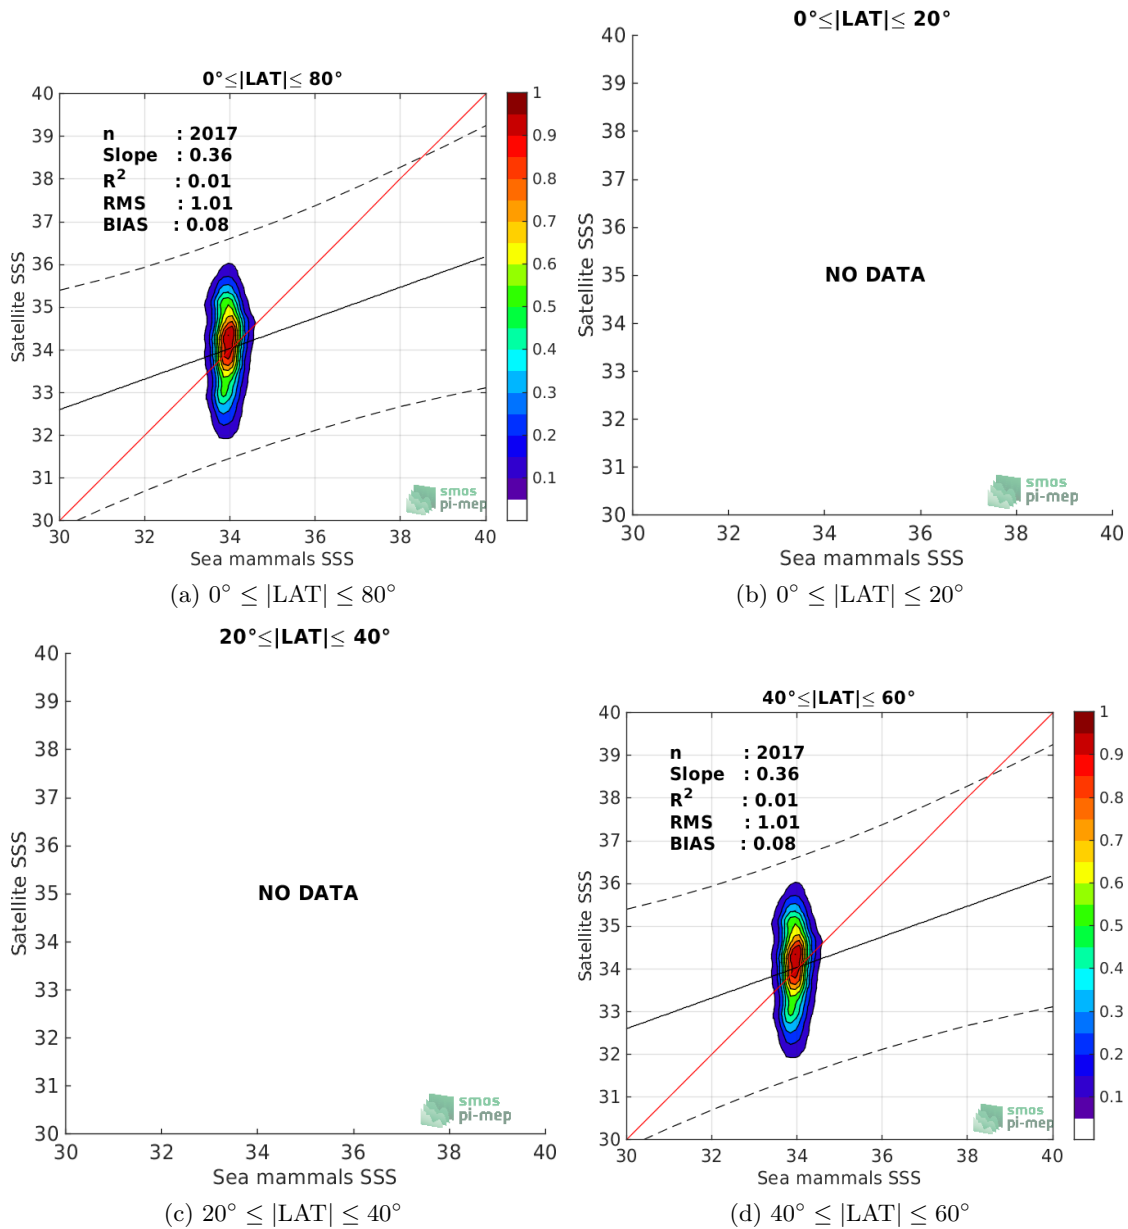 0°≤|LAT|≤ 80°
40
39
38
37
36
35
34
33
32
31
30
Satellite SSS
n : 2017
Slope : 0.36
R² : 0.01
RMS : 1.01
BIAS : 0.08
smos
pi-mep
30 32 34 36 38 40
Sea mammals SSS
1
0.9
0.8
0.7
0.6
0.5
0.4
0.3
0.2
0.1
(a) 0° ≤ |LAT| ≤ 80°
0°≤|LAT|≤ 20°
40
39
38
37
36
35
34
33
32
31
30
Satellite SSS
NO DATA
smos
pi-mep
30 32 34 36 38 40
Sea mammals SSS
(b) 0° ≤ |LAT| ≤ 20°
20°≤|LAT|≤ 40°
40
39
38
37
36
35
34
33
32
31
30
Satellite SSS
NO DATA
smos
pi-mep
30 32 34 36 38 40
Sea mammals SSS
(c) 20° ≤ |LAT| ≤ 40°
40°≤|LAT|≤ 60°
40
39
38
37
36
35
34
33
32
31
30
Satellite SSS
n : 2017
Slope : 0.36
R² : 0.01
RMS : 1.01
BIAS : 0.08
smos
pi-mep
30 32 34 36 38 40
Sea mammals SSS
1
0.9
0.8
0.7
0.6
0.5
0.4
0.3
0.2
0.1
(d) 40° ≤ |LAT| ≤ 60°